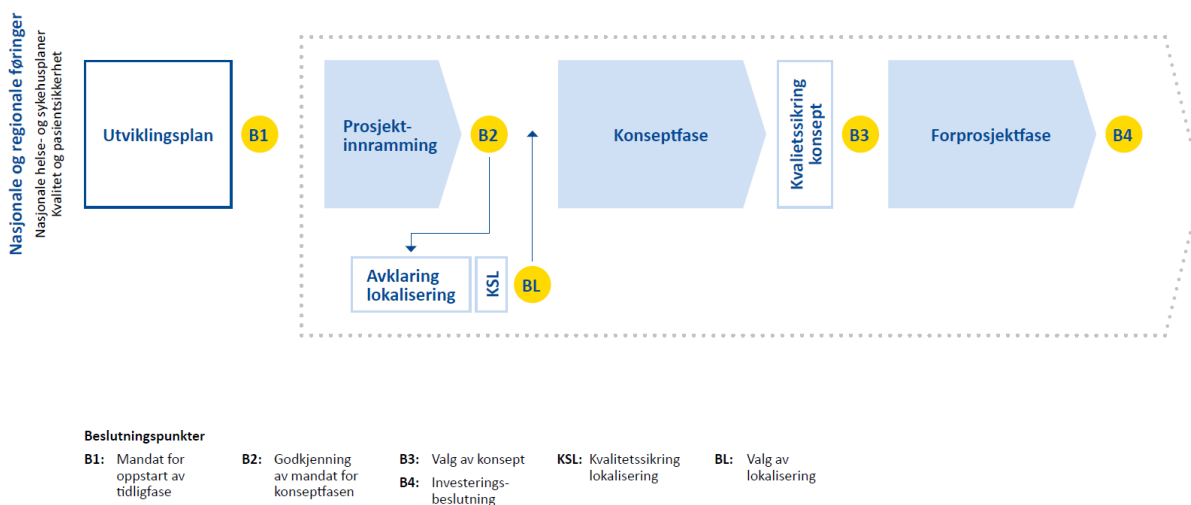 Nasjonale og regionale føringer
Nasjonale helse- og sykehusplaner
Kvalitet og pasientsikkerhet
Utviklingsplan
B1
Prosjekt-
innramming
B2
Konseptfase
Kvalietssikring
konsept
B3
Forprosjektfase
B4
Avklaring
lokalisering
KSL
BL
Beslutningspunkter
B1: Mandat for
oppstart av
tidligfase
B2: Godkjenning
av mandat for
konseptfasen
B3: Valg av konsept
B4: Investerings-
beslutning
KSL: Kvalitetssikring
lokalisering
BL: Valg av
lokalisering